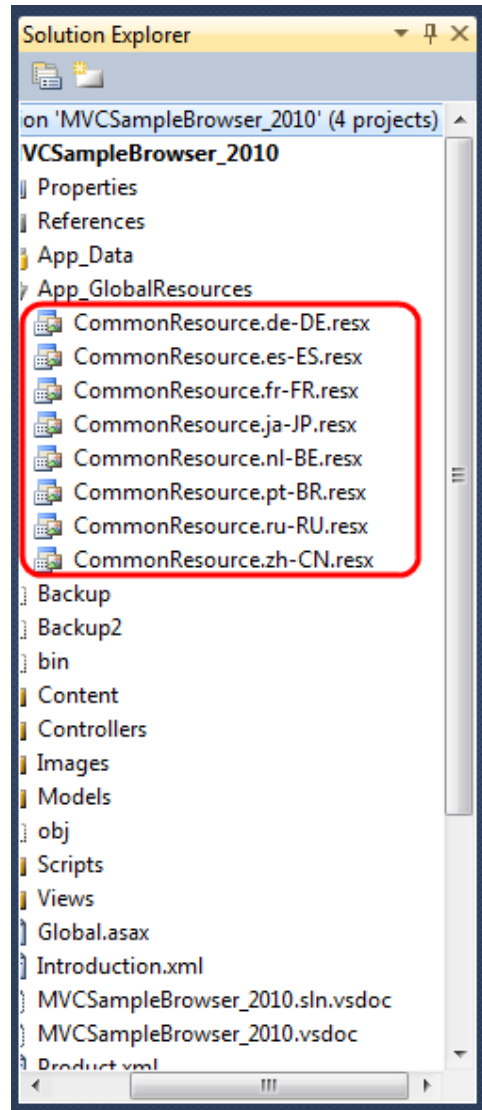 Solution Explorer
ion 'MVCSampleBrowser_2010' (4 projects)
VCSampleBrowser_2010
Properties
References
App_Data
App_GlobalResources
CommonResource.de-DE.resx
CommonResource.es-ES.resx
CommonResource.fr-FR.resx
CommonResource.ja-JP.resx
CommonResource.nl-BE.resx
CommonResource.pt-BR.resx
CommonResource.ru-RU.resx
CommonResource.zh-CN.resx
Backup
Backup2
bin
Content
Controllers
Images
Models
obj
Scripts
Views
Global.asax
Introduction.xml
MVCSampleBrowser_2010.sln.vsdoc
MVCSampleBrowser_2010.vsdoc
Product.xml